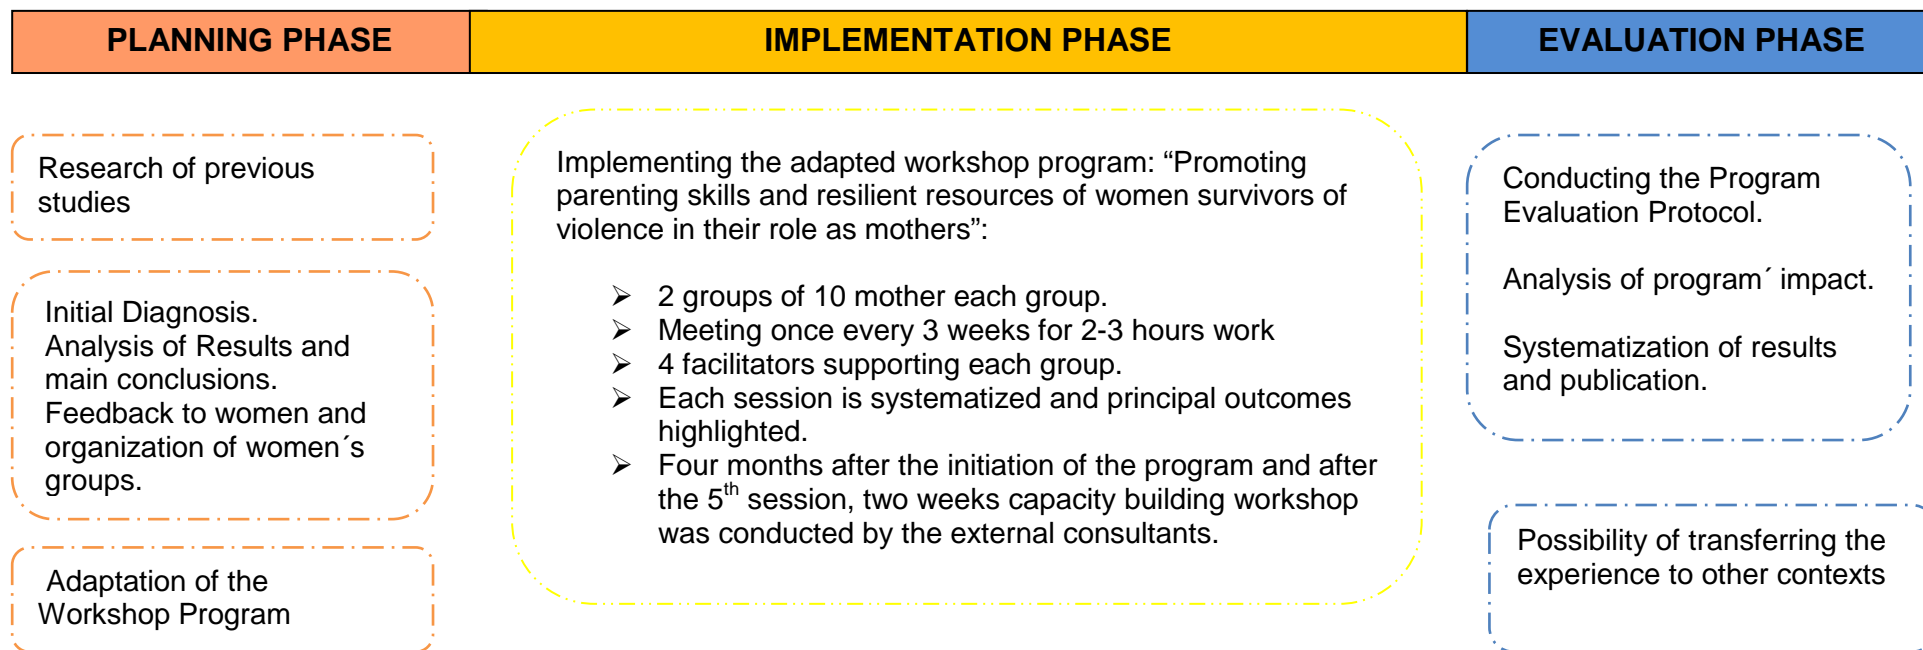 PLANNING PHASE
IMPLEMENTATION PHASE
EVALUATION PHASE
Research of previous
studies
Initial Diagnosis.
Analysis of Results and
main conclusions.
Feedback to women and
organization of women´s
groups.
Adaptation of the
Workshop Program
Implementing the adapted workshop program: “Promoting
parenting skills and resilient resources of women survivors of
violence in their role as mothers”:
➢ 2 groups of 10 mother each group.
➢ Meeting once every 3 weeks for 2-3 hours work
➢ 4 facilitators supporting each group.
➢ Each session is systematized and principal outcomes
highlighted.
➢ Four months after the initiation of the program and after
the 5th session, two weeks capacity building workshop
was conducted by the external consultants.
Conducting the Program
Evaluation Protocol.
Analysis of program´ impact.
Systematization of results
and publication.
Possibility of transferring the
experience to other contexts